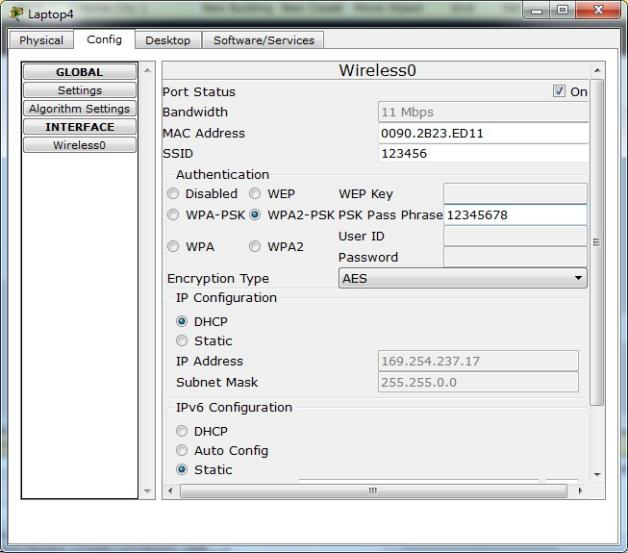 Laptop4
Physical Config Desktop Software/Services
GLOBAL
Settings
Algorithm Settings
INTERFACE
Wireless0
Wireless0
Port Status On
Bandwidth 11 Mbps
MAC Address 0090.2B23.ED11
SSID 123456
Authentication
Disabled WEP WEP Key
WPA-PSK WPA2-PSK PSK Pass Phrase 12345678
User ID
WPA WPA2
Password
Encryption Type AES
IP Configuration
DHCP
Static
IP Address 169.254.237.17
Subnet Mask 255.255.0.0
IPv6 Configuration
DHCP
Auto Config
Static